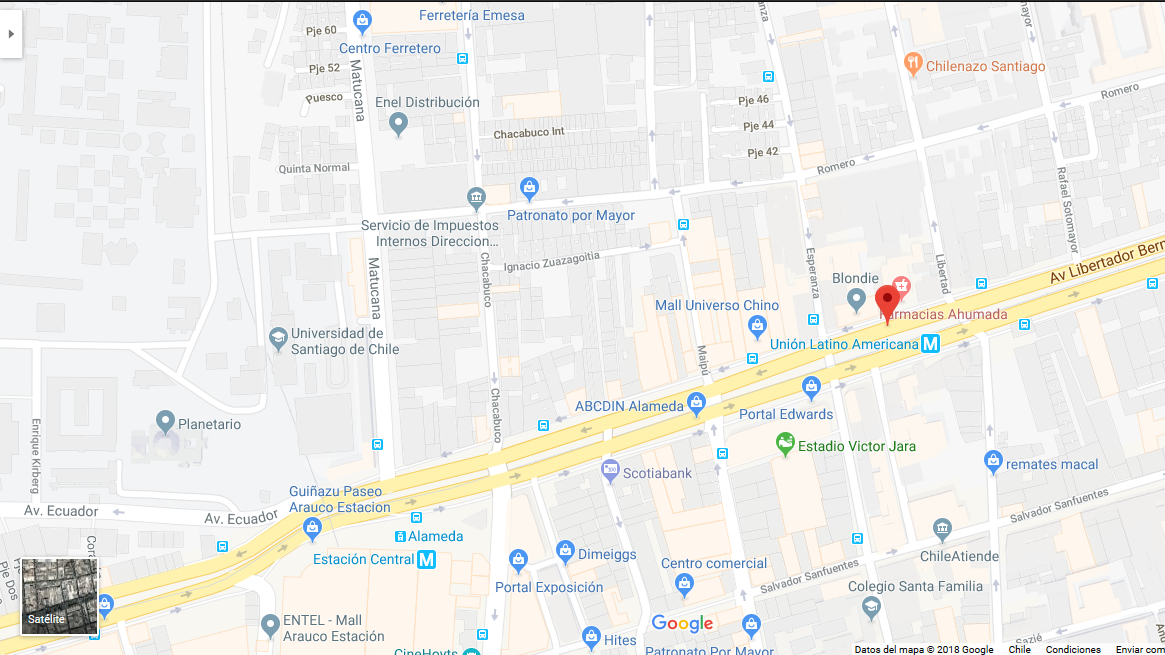 Ferretería Emesa
Pje 60
Centro Ferretero
Pje 52
Matucana
Puesco
Enel Distribución
Chacabuco Int
Chilenazo Santiago
Romero
Pje 46
Pje 44
Pje 42
Romero
Quinta Normal
Patronato por Mayor
Servicio de Impuestos
Internos Direccion...
Ignacio Zuazagoitia
Chacabuco
Matucana
Esperanza
Libertad
Rafael Sotomayor
Av Libertador Bern
Blondie
Farmacias Ahumada
Mall Universo Chino
Unión Latino Americana
M
Maipú
Universidad de
Santiago de Chile
Planetario
Chacabuco
ABCDIN Alameda
Portal Edwards
Estadio Victor Jara
Scotiabank
remates macal
Enrique Kirberg
Av. Ecuador
Av. Ecuador
Guiñazu Paseo
Arauco Estacion
Alameda
Estación Central
M
Salvador Sanfuentes
ChileAtiende
Dimeiggs
Portal Exposición
Centro comercial
Salvador Sanfuentes
Colegio Santa Familia
Pje Dos
Satélite
ENTEL - Mall
Arauco Estación
CineHoyts
Hites
Google
Patronato Por Mayor
Sazié
Datos del mapa © 2018 Google
Chile
Condiciones
Enviar com